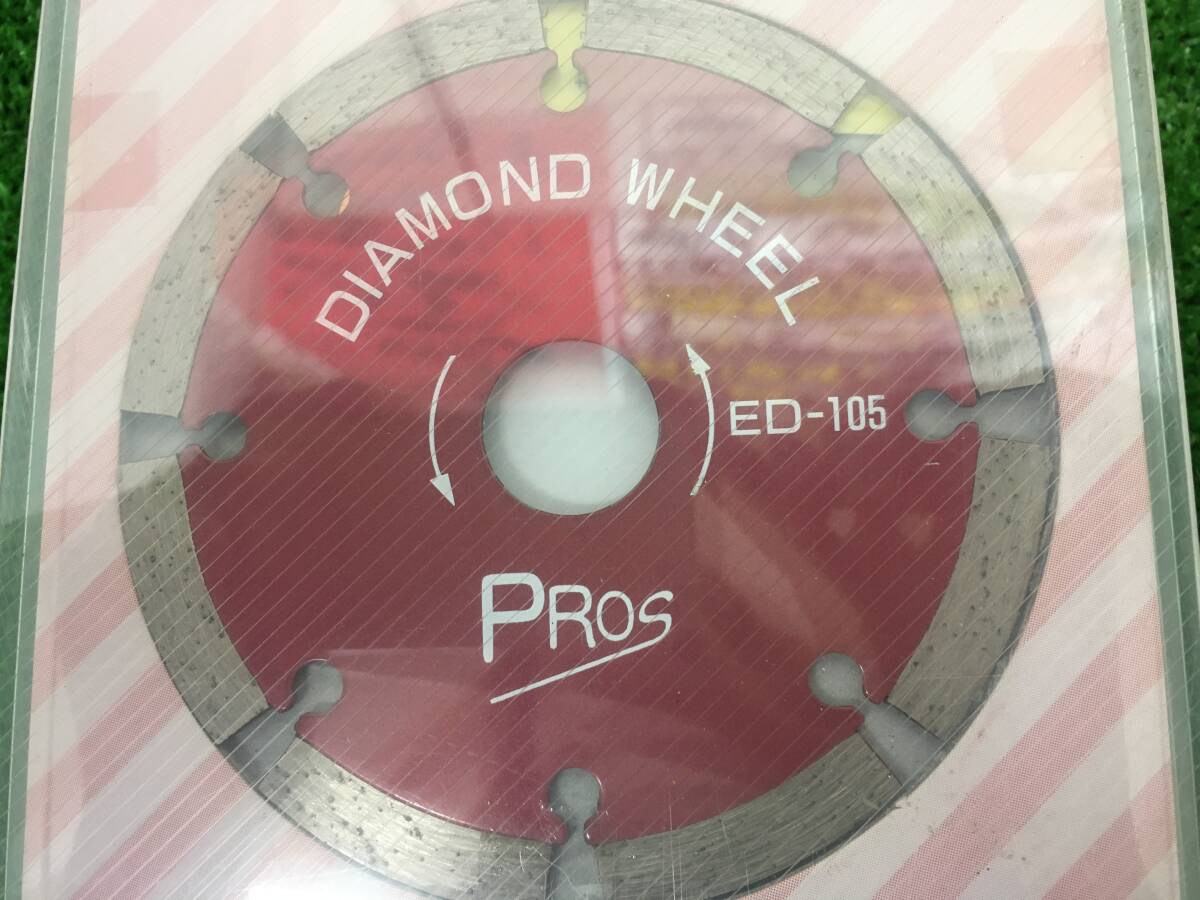 DIAMOND WHEEL
ED-105
PROS